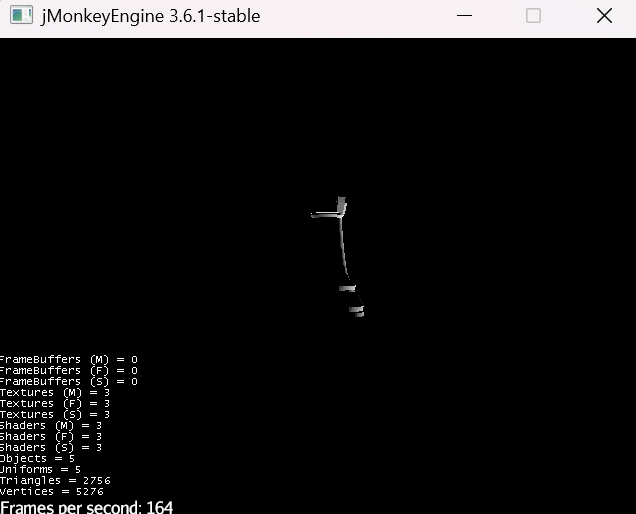 jMonkeyEngine 3.6.1-stable
FrameBuffers (M) = 0
FrameBuffers (F) = 0
FrameBuffers (S) = 0
Textures (M) = 3
Textures (F) = 3
Textures (S) = 3
Shaders (M) = 3
Shaders (F) = 3
Shaders (S) = 3
Objects = 5
Uniforms = 5
Triangles = 2756
Vertices = 5276
Frames per second: 164